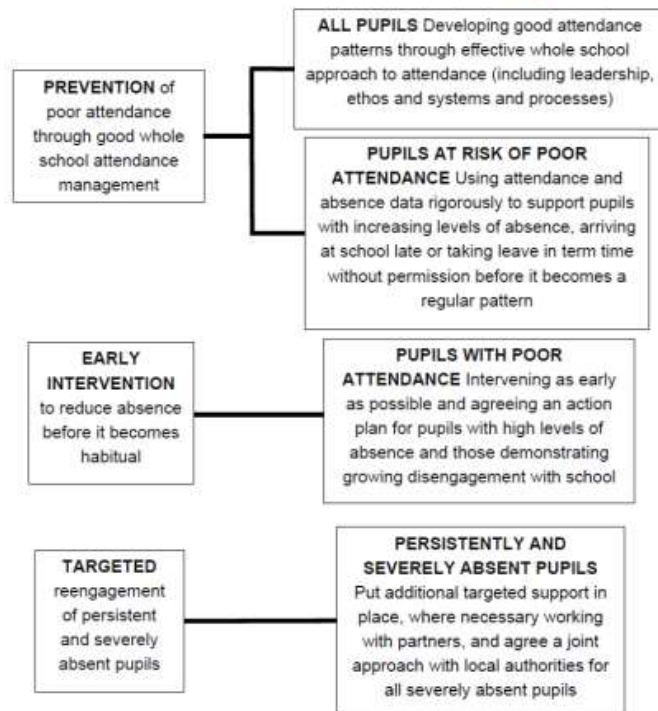 PREVENTION of
poor attendance
through good whole
school attendance
management
ALL PUPILS Developing good attendance
patterns through effective whole school
approach to attendance (including leadership,
ethos and systems and processes)
PUPILS AT RISK OF POOR
ATTENDANCE Using attendance and
absence data rigorously to support pupils
with increasing levels of absence, arriving
at school late or taking leave in term time
without permission before it becomes a
regular pattern
EARLY
INTERVENTION
to reduce absence
before it becomes
habitual
PUPILS WITH POOR
ATTENDANCE Intervening as early
as possible and agreeing an action
plan for pupils with high levels of
absence and those demonstrating
growing disengagement with school
TARGETED
reengagement
of persistent
and severely
absent pupils
PERSISTENTLY AND
SEVERELY ABSENT PUPILS
Put additional targeted support in
place, where necessary working
with partners, and agree a joint
approach with local authorities for
all severely absent pupils